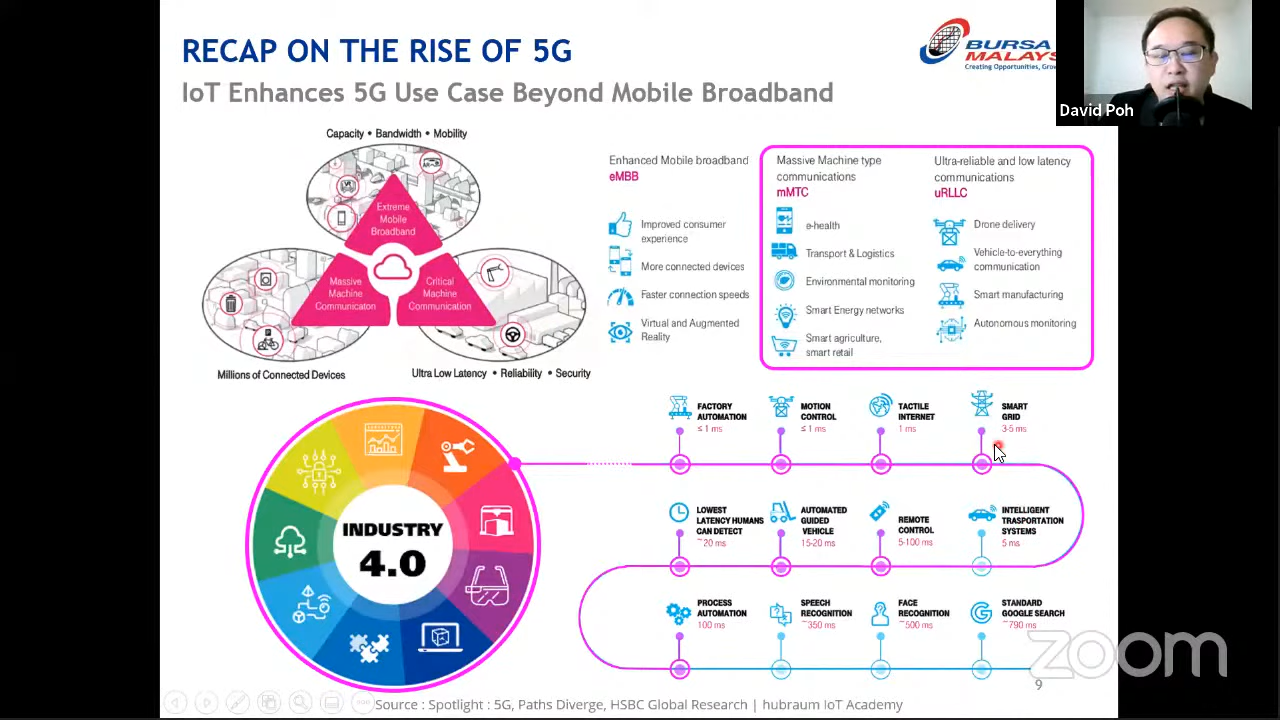 RECAP ON THE RISE OF 5G
IoT Enhances 5G Use Case Beyond Mobile Broadband
BURSA
MALAYS
Creating Opportunities, Grow
David Poh
Capacity • Bandwidth • Mobility
Extreme
Mobile
Broadband
Massive
Machine
Communicaton
Critical
Machine
Communication
Millions of Connected Devices
Ultra Low Latency • Reliability • Security
Enhanced Mobile broadband
eMBB
Improved consumer
experience
More connected devices
Faster connection speeds
Virtual and Augmented
Reality
Massive Machine type
communications
mMTC
e-health
Transport & Logistics
Environmental monitoring
Smart Energy networks
Smart agriculture,
smart retail
Ultra-reliable and low latency
communications
uRLLC
Drone delivery
Vehicle-to-everything
communication
Smart manufacturing
Autonomous monitoring
INDUSTRY
4.0
FACTORY
AUTOMATION
≤ 1 ms
MOTION
CONTROL
≤ 1 ms
TACTILE
INTERNET
1 ms
SMART
GRID
3-5 ms
LOWEST
LATENCY HUMANS
CAN DETECT
~20 ms
AUTOMATED
GUIDED
VEHICLE
15-20 ms
REMOTE
CONTROL
5-100 ms
INTELLIGENT
TRASPORTATION
SYSTEMS
5 ms
PROCESS
AUTOMATION
100 ms
SPEECH
RECOGNITION
~350 ms
FACE
RECOGNITION
~500 ms
STANDARD
GOOGLE SEARCH
~790 ms
zoom
9
Source : Spotlight : 5G, Paths Diverge, HSBC Global Research | hubraum IoT Academy